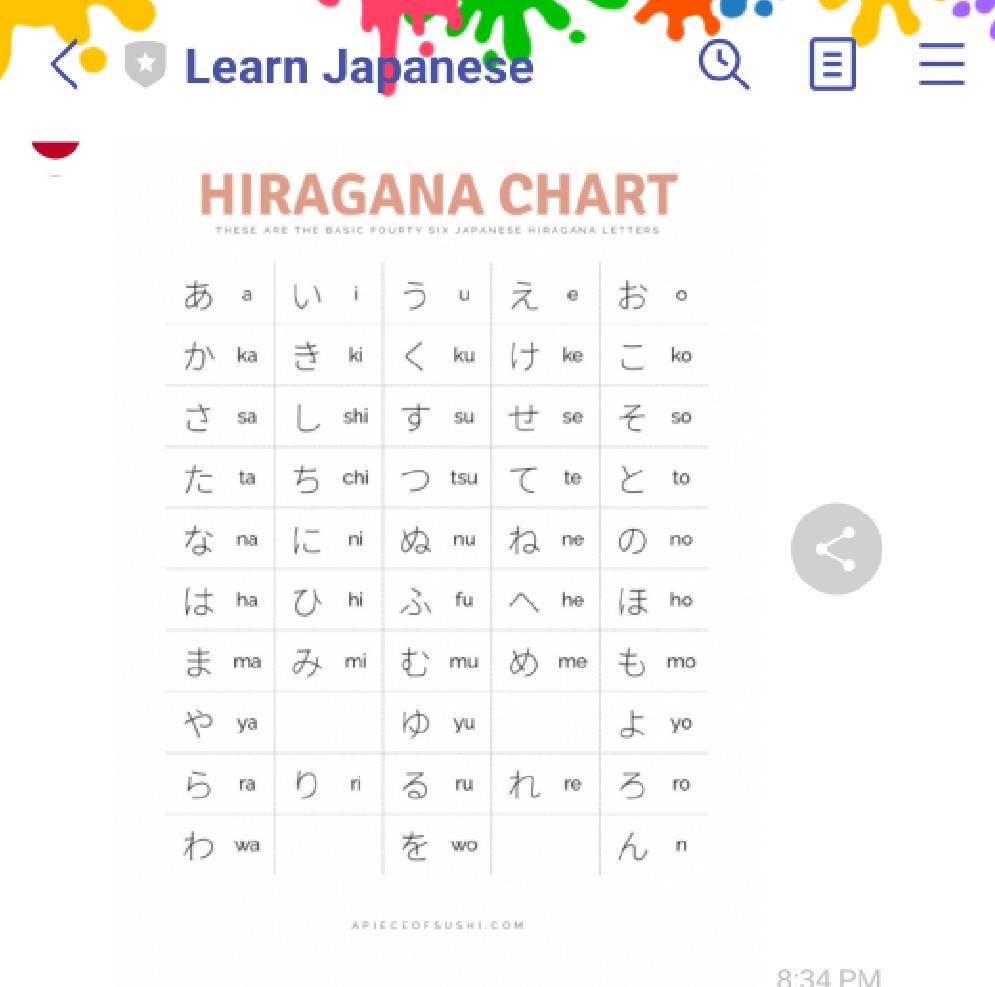 Learn Japanese
HIRAGANA CHART
THESE ARE THE BASIC FOURTY SIX JAPANESE HIRAGANA LETTERS
あ a い i う u え e お o
か ka き ki く ku け ke こ ko
さ sa し shi す su せ se そ so
た ta ち chi つ tsu て te と to
な na に ni ぬ nu ね ne の no
は ha ひ hi ふ fu へ he ほ ho
ま ma み mi む mu め me も mo
や ya ゆ yu よ yo
ら ra り ri る ru れ re ろ ro
わ wa を wo ん n
APIECEOFSUSHI.COM
8:34 PM